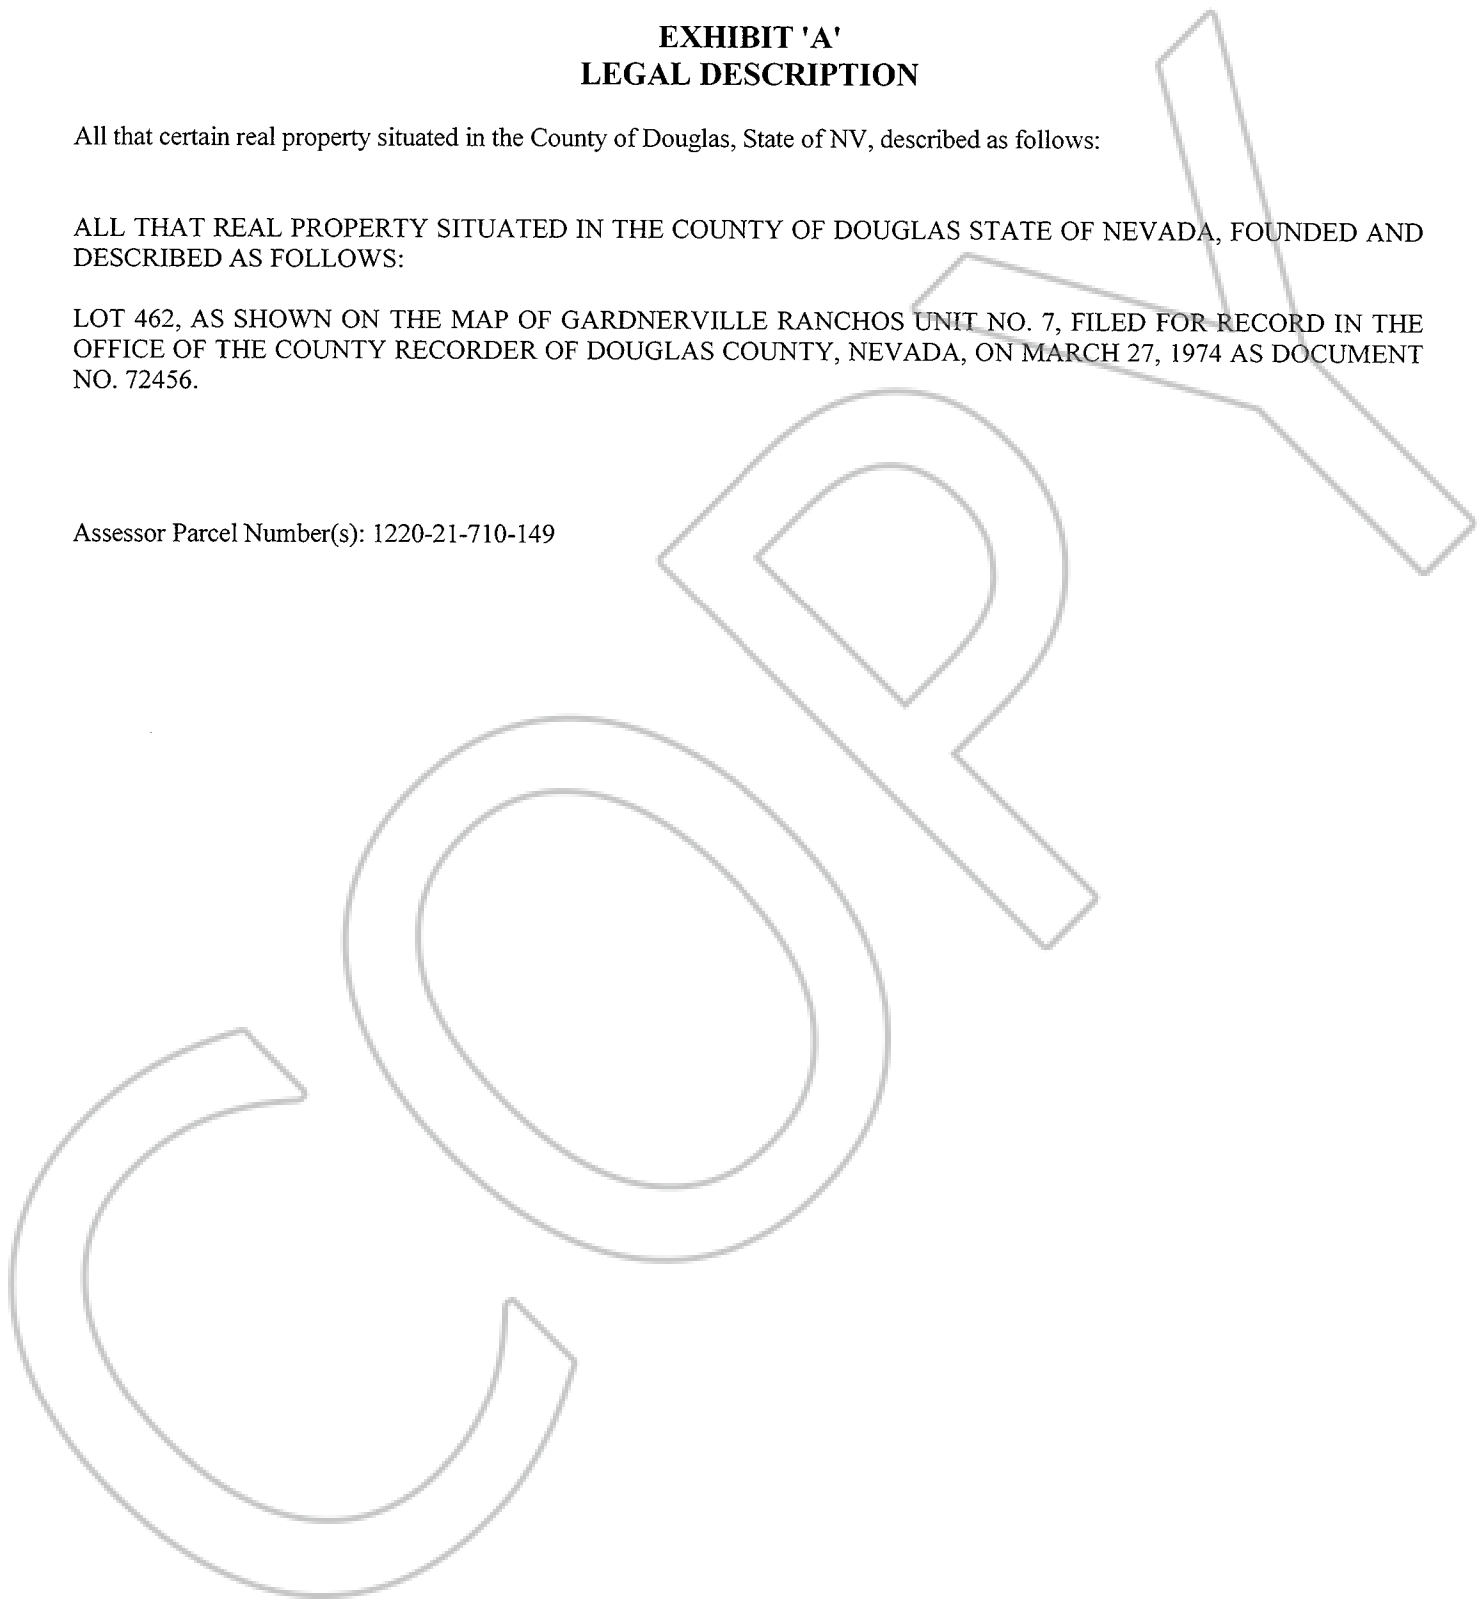 EXHIBIT 'A'
LEGAL DESCRIPTION
All that certain real property situated in the County of Douglas, State of NV, described as follows:
ALL THAT REAL PROPERTY SITUATED IN THE COUNTY OF DOUGLAS STATE OF NEVADA, FOUNDED AND
DESCRIBED AS FOLLOWS:
LOT 462, AS SHOWN ON THE MAP OF GARDNERVILLE RANCHOS UNIT NO. 7, FILED FOR RECORD IN THE
OFFICE OF THE COUNTY RECORDER OF DOUGLAS COUNTY, NEVADA, ON MARCH 27, 1974 AS DOCUMENT
NO. 72456.
Assessor Parcel Number(s): 1220-21-710-149
COPY